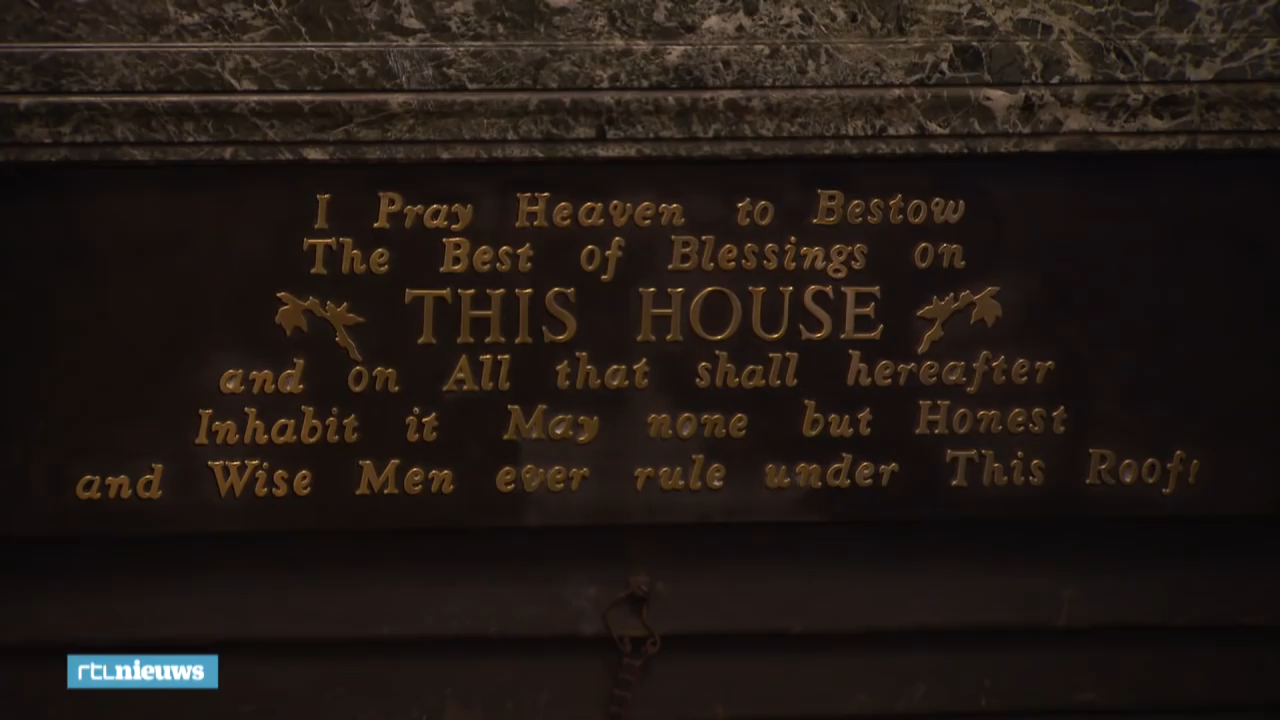 I Pray Heaven to Bestow
The Best of Blessings on
THIS HOUSE
and on All that shall hereafter
Inhabit it May none but Honest
and Wise Men ever rule under This Roof!
rtlnieuws